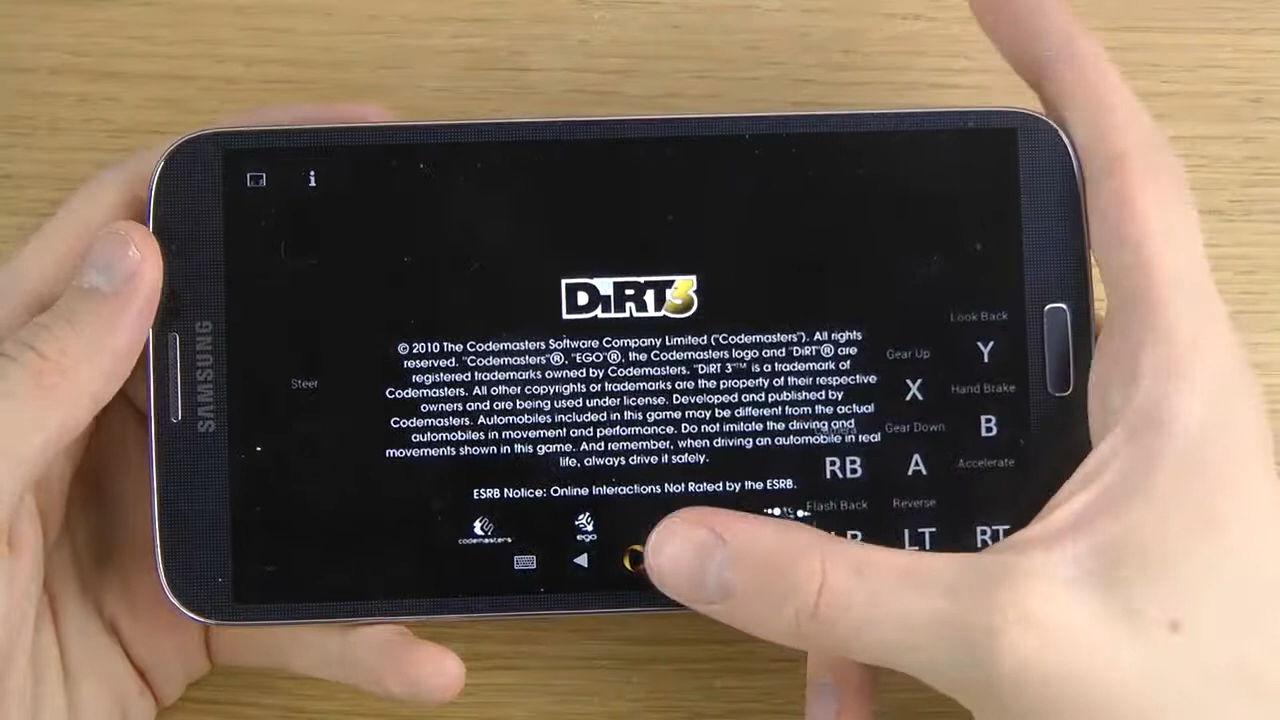 SAMSUNG
i
DiRT3
© 2010 The Codemasters Software Company Limited ("Codemasters"). All rights
reserved. "Codemasters"®, "EGO"®, the Codemasters logo and "DiRT"® are
registered trademarks owned by Codemasters. "DiRT 3"™ is a trademark of
Codemasters. All other copyrights or trademarks are the property of their respective
owners and are being used under license. Developed and published by
Codemasters. Automobiles included in this game may be different from the actual
automobiles in movement and performance. Do not imitate the driving and
movements shown in this game. And remember, when driving an automobile in real
life, always drive it safely.
ESRB Notice: Online Interactions Not Rated by the ESRB.
codemasters
ego
Steer
Look Back
Y
Gear Up
X
Hand Brake
B
Gear Down
A
RB
Accelerate
RT
Flash Back
Reverse
LT